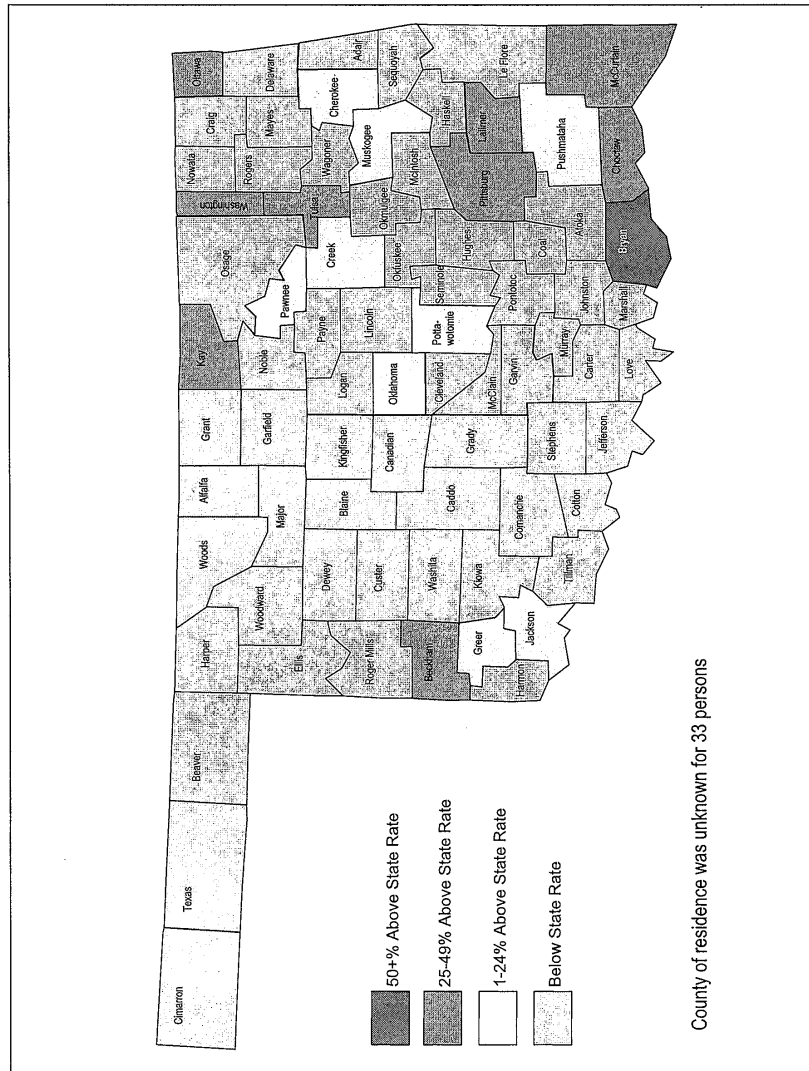 Cimarron
Texas
Beaver
Harper
Woods
Alfalfa
Grant
Kay
Osage
Washington
Nowata
Craig
Ottawa
Ellis
Woodward
Major
Garfield
Noble
Pawnee
Tulsa
Rogers
Mayes
Delaware
Roger Mills
Dewey
Blaine
Kingfisher
Logan
Payne
Creek
Wagoner
Cherokee
Adair
Beckham
Custer
Canadian
Oklahoma
Lincoln
Okmulgee
Muskogee
Sequoyah
Washita
Caddo
Grady
Cleveland
Potta-
wotomie
Seminole
Okfuskee
McIntosh
Haskel
Greer
Kiowa
McClain
Hughes
Pittsburg
Latimer
Le Flore
Harmon
Jackson
Comanche
Stephens
Garvin
Pontotoc
Coal
Pushmataha
McCurtain
Tillman
Cotton
Jefferson
Murray
Carter
Johnston
Atoka
Choctaw
Love
Marshall
Bryan
50+% Above State Rate
25-49% Above State Rate
1-24% Above State Rate
Below State Rate
County of residence was unknown for 33 persons